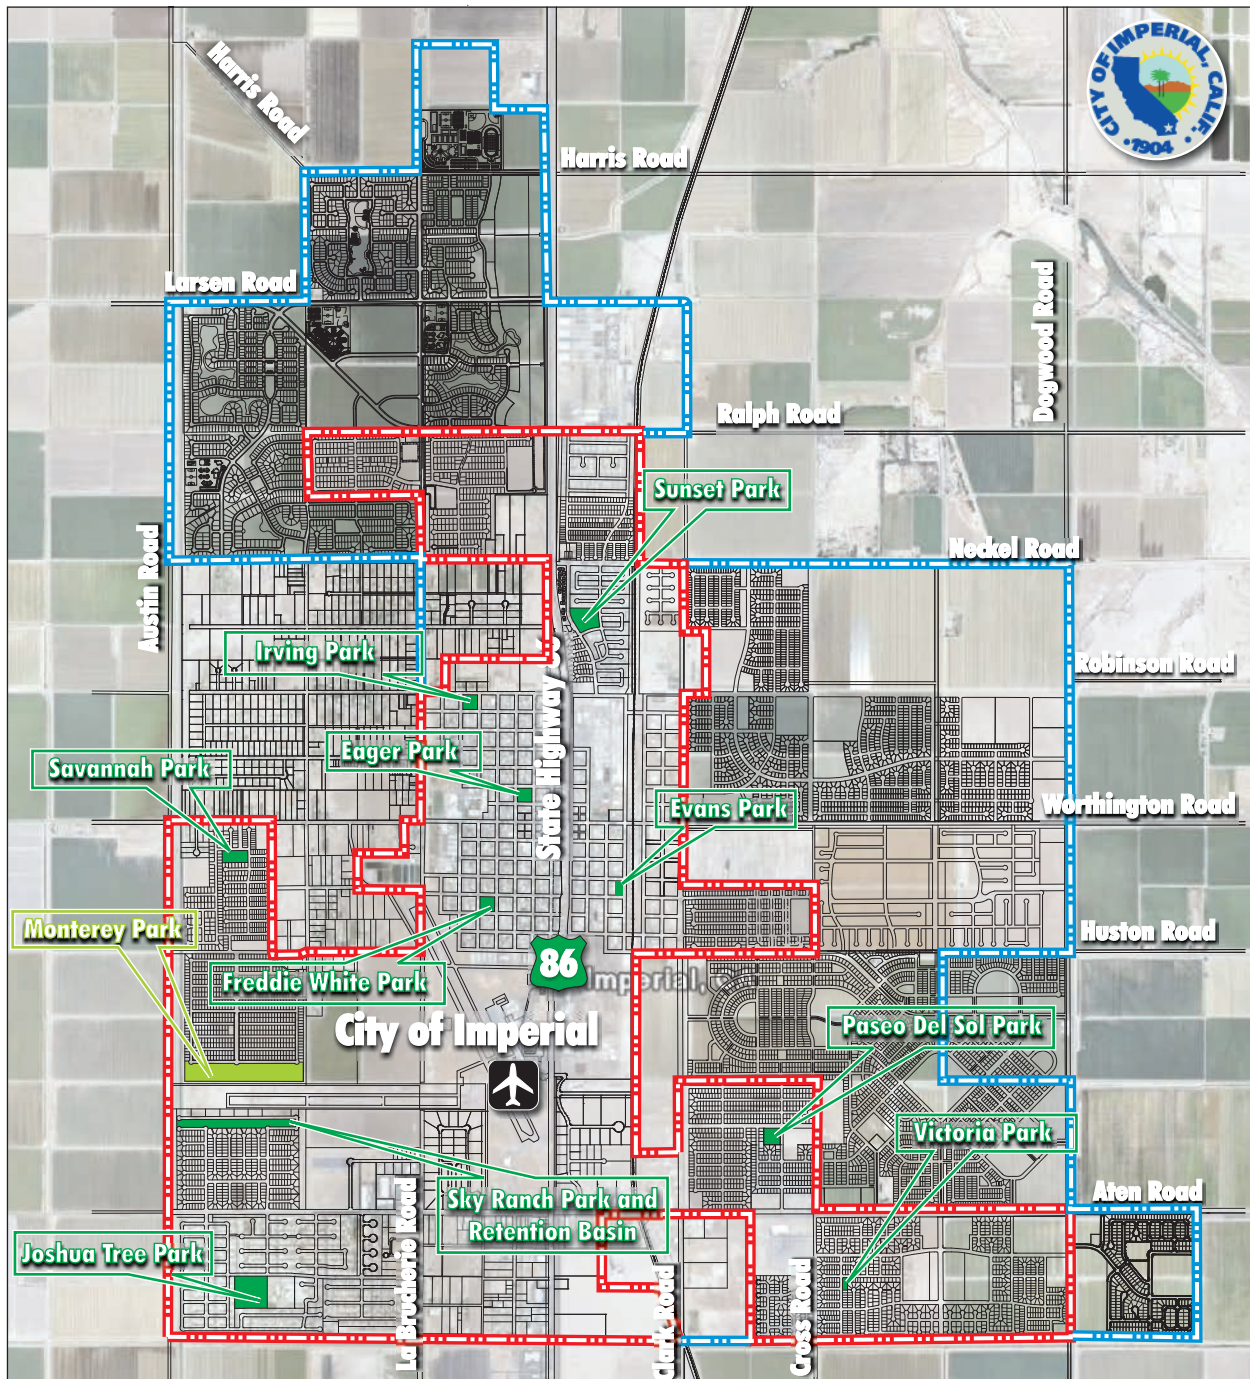 CITY OF IMPERIAL, CALIF.
• 1904 •
Harris Road
Harris Road
Larsen Road
Dogwood Road
Ralph Road
Sunset Park
Neckel Road
Austin Road
Irving Park
State Highway 86
Robinson Road
Eager Park
Savannah Park
Evans Park
Worthington Road
Monterey Park
Huston Road
Freddie White Park
86
Imperial,
City of Imperial
Paseo Del Sol Park
Victoria Park
Sky Ranch Park and
Retention Basin
Aten Road
Joshua Tree Park
La Brucherie Road
Clark Road
Cross Road